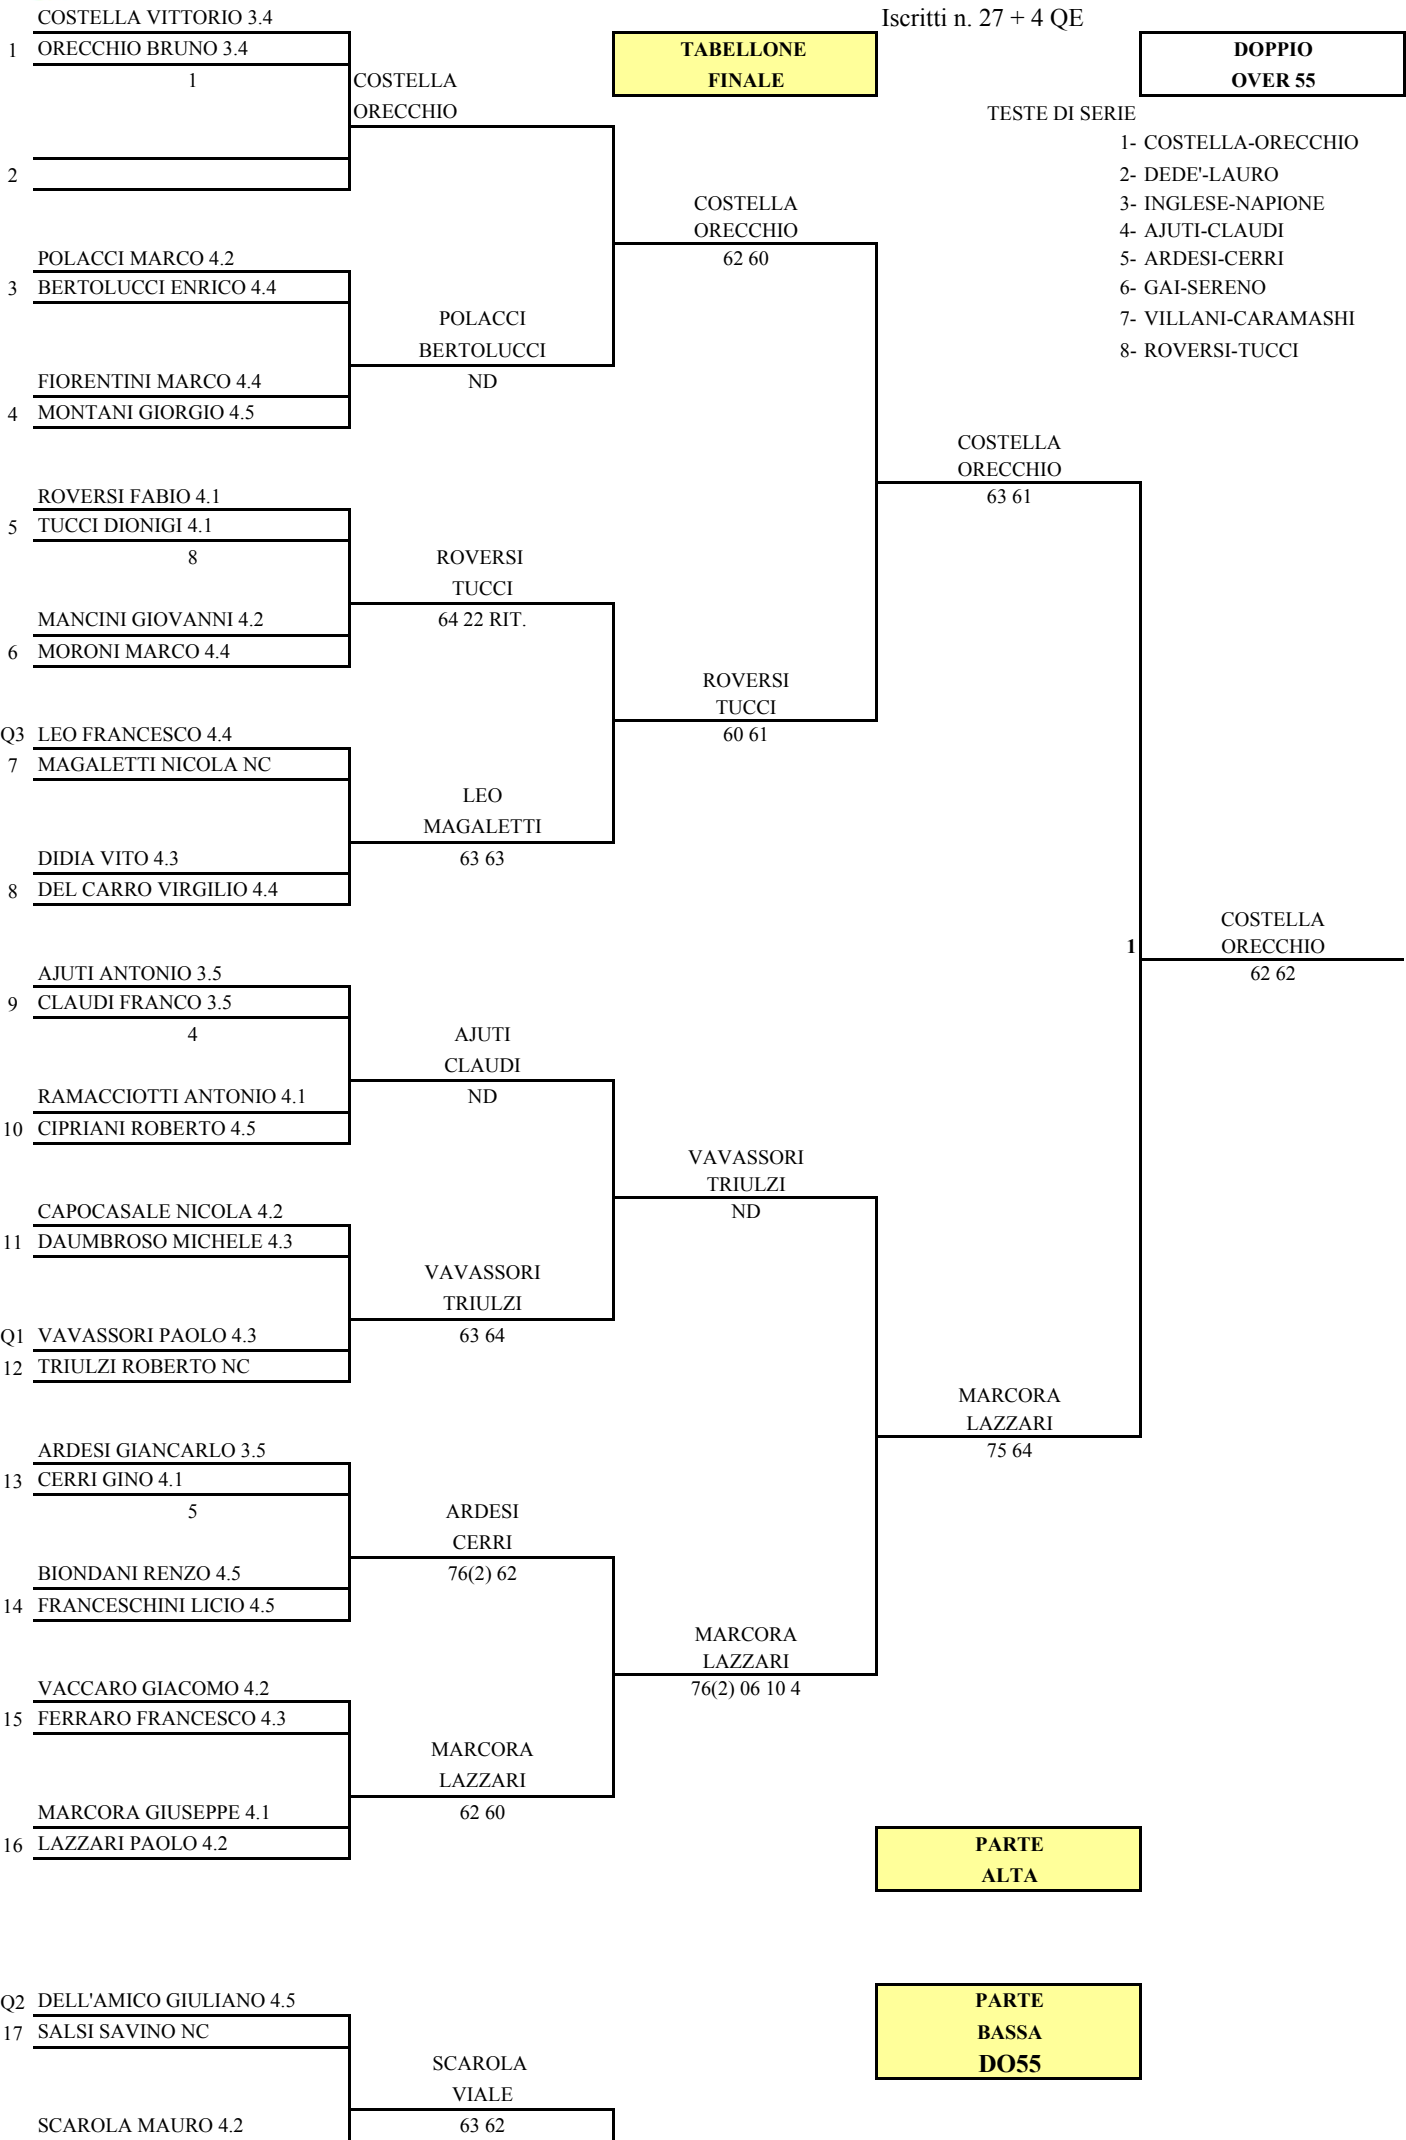 COSTELLA VITTORIO 3.4
Iscritti n. 27 + 4 QE
1 ORECCHIO BRUNO 3.4
TABELLONE
FINALE
DOPPIO
OVER 55
1
COSTELLA
ORECCHIO
TESTE DI SERIE
1- COSTELLA-ORECCHIO
2- DEDE'-LAURO
3- INGLESE-NAPIONE
4- AJUTI-CLAUDI
5- ARDESI-CERRI
6- GAI-SERENO
7- VILLANI-CARAMASHI
8- ROVERSI-TUCCI
2
COSTELLA
ORECCHIO
62 60
POLACCI MARCO 4.2
3 BERTOLUCCI ENRICO 4.4
POLACCI
BERTOLUCCI
ND
FIORENTINI MARCO 4.4
4 MONTANI GIORGIO 4.5
COSTELLA
ORECCHIO
63 61
ROVERSI FABIO 4.1
5 TUCCI DIONIGI 4.1
8
ROVERSI
TUCCI
64 22 RIT.
MANCINI GIOVANNI 4.2
6 MORONI MARCO 4.4
ROVERSI
TUCCI
60 61
Q3 LEO FRANCESCO 4.4
7 MAGALETTI NICOLA NC
LEO
MAGALETTI
63 63
DIDIA VITO 4.3
8 DEL CARRO VIRGILIO 4.4
1
COSTELLA
ORECCHIO
62 62
AJUTI ANTONIO 3.5
9 CLAUDI FRANCO 3.5
4
AJUTI
CLAUDI
ND
RAMACCIOTTI ANTONIO 4.1
10 CIPRIANI ROBERTO 4.5
VAVASSORI
TRIULZI
ND
CAPOCASALE NICOLA 4.2
11 DAUMBROSO MICHELE 4.3
VAVASSORI
TRIULZI
63 64
Q1 VAVASSORI PAOLO 4.3
12 TRIULZI ROBERTO NC
MARCORA
LAZZARI
75 64
ARDESI GIANCARLO 3.5
13 CERRI GINO 4.1
5
ARDESI
CERRI
76(2) 62
BIONDANI RENZO 4.5
14 FRANCESCHINI LICIO 4.5
MARCORA
LAZZARI
76(2) 06 10 4
VACCARO GIACOMO 4.2
15 FERRARO FRANCESCO 4.3
MARCORA
LAZZARI
62 60
MARCORA GIUSEPPE 4.1
16 LAZZARI PAOLO 4.2
PARTE
ALTA
Q2 DELL'AMICO GIULIANO 4.5
17 SALSI SAVINO NC
PARTE
BASSA
DO55
SCAROLA
VIALE
63 62
SCAROLA MAURO 4.2